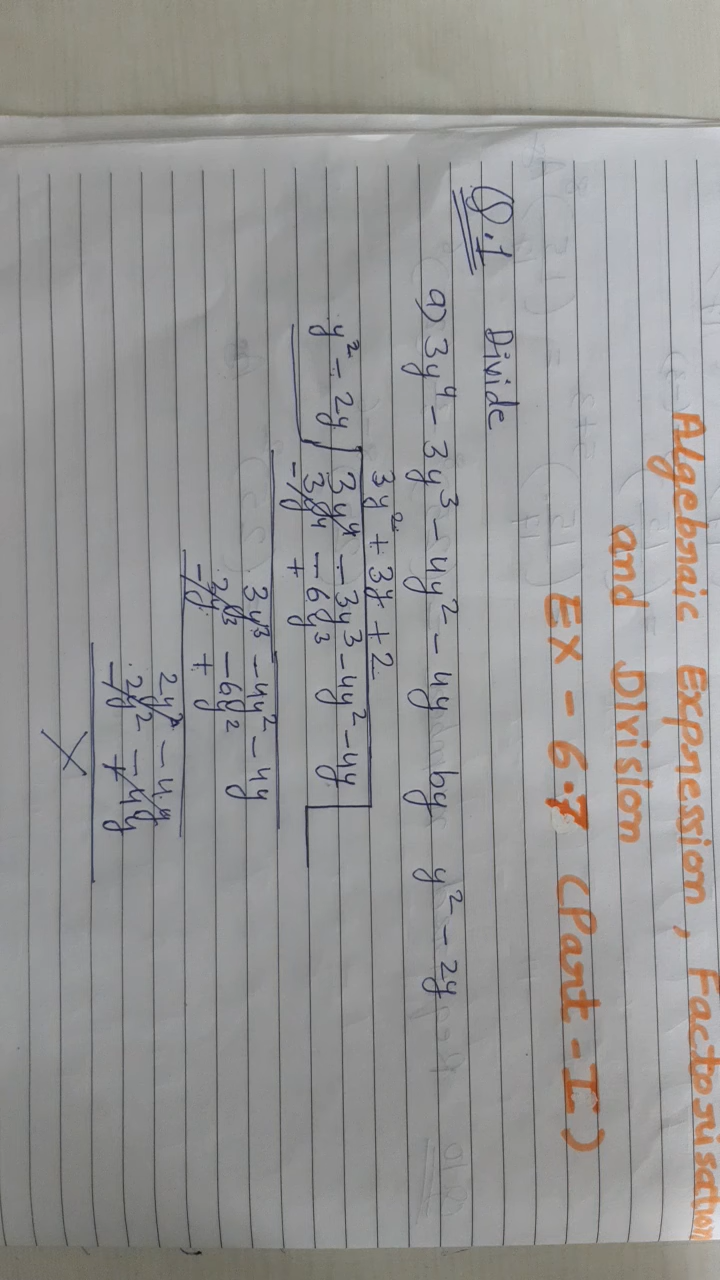 Algebraic Expression, Factorisation
and Division
EX - 6.7 (Part - I)
Q.1 Divide
a) 3y⁴ - 3y³ - 4y² - 4y by y² - 2y
3y² + 3y + 2
y² - 2y 3y⁴ - 3y³ - 4y² - 4y
3y⁴ - 6y³
- +
3y³ - 4y² - 4y
3y³ - 6y²
- +
2y² - 4y
2y² - 4y
- +
X